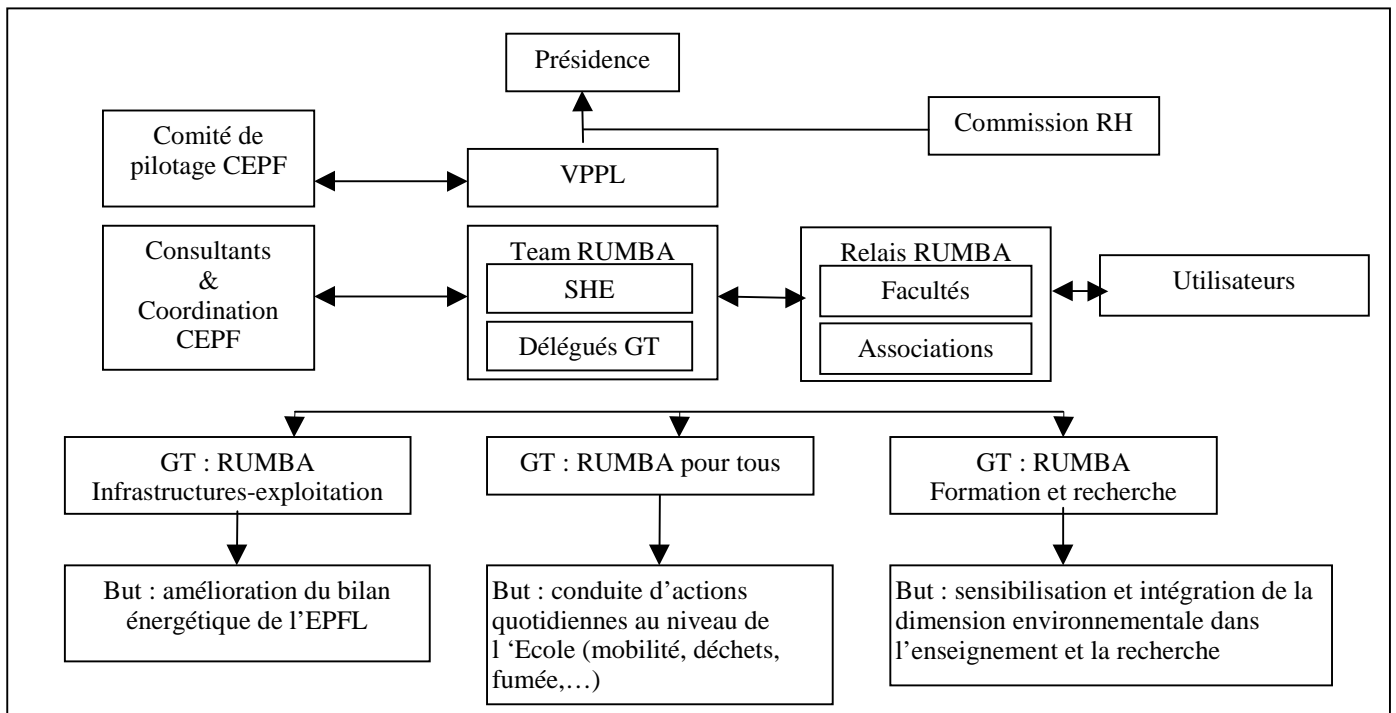 Présidence
Comité de
pilotage CEPF
Commission RH
VPPL
Consultants
&
Coordination
CEPF
Team RUMBA
SHE
Délégués GT
Relais RUMBA
Facultés
Associations
Utilisateurs
GT : RUMBA
Infrastructures-exploitation
GT : RUMBA pour tous
GT : RUMBA
Formation et recherche
But : amélioration du bilan
énergétique de l’EPFL
But : conduite d’actions
quotidiennes au niveau de
l ‘Ecole (mobilité, déchets,
fumée,…)
But : sensibilisation et intégration de la
dimension environnementale dans
l’enseignement et la recherche